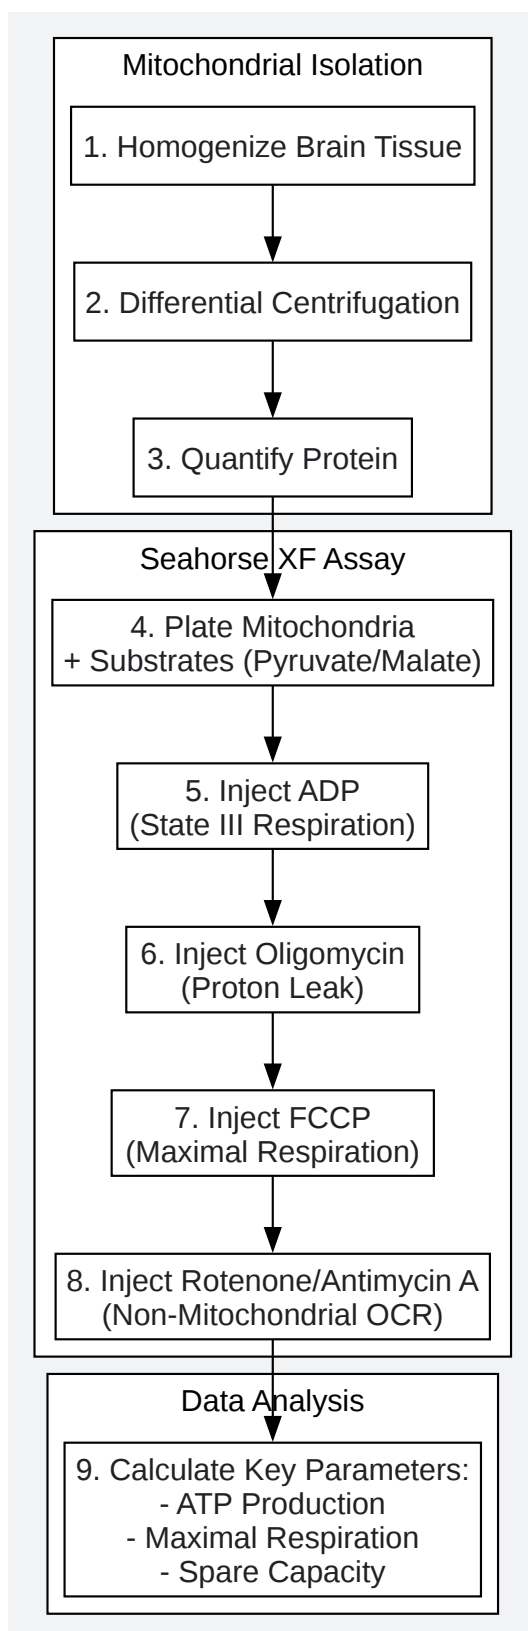 Mitochondrial Isolation
1. Homogenize Brain Tissue
2. Differential Centrifugation
3. Quantify Protein
Seahorse XF Assay
4. Plate Mitochondria
+ Substrates (Pyruvate/Malate)
5. Inject ADP
(State III Respiration)
6. Inject Oligomycin
(Proton Leak)
7. Inject FCCP
(Maximal Respiration)
8. Inject Rotenone/Antimycin A
(Non-Mitochondrial OCR)
Data Analysis
9. Calculate Key Parameters:
- ATP Production
- Maximal Respiration
- Spare Capacity